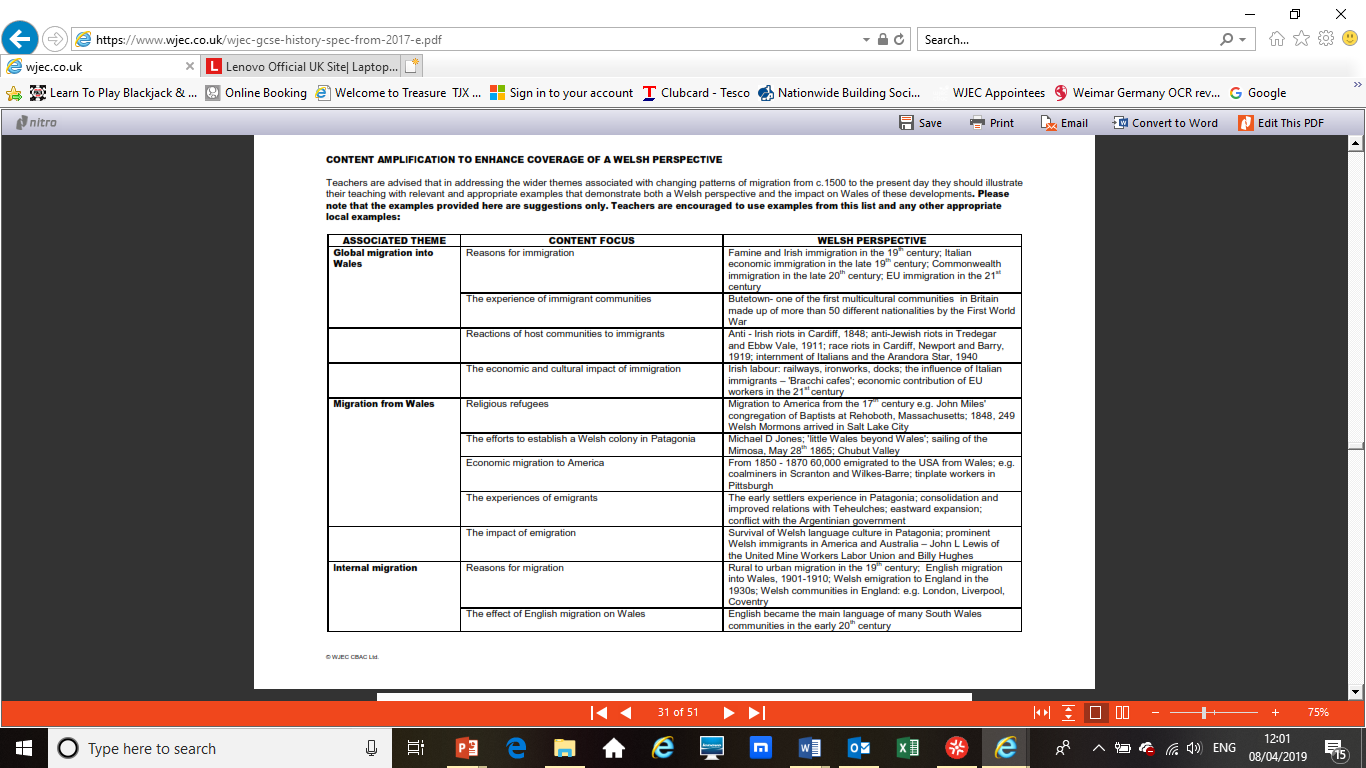 https://www.wjec.co.uk/wjec-gcse-history-spec-from-2017-e.pdf
Search...
wjec.co.uk
Lenovo Official UK Site| Laptop...
Learn To Play Blackjack & ...
Online Booking
Welcome to Treasure TJX ...
Sign in to your account
Clubcard - Tesco
Nationwide Building Soci...
WJEC Appointees
Weimar Germany OCR rev...
Google
nitro
Save
Print
Email
Convert to Word
Edit This PDF
CONTENT AMPLIFICATION TO ENHANCE COVERAGE OF A WELSH PERSPECTIVE
Teachers are advised that in addressing the wider themes associated with changing patterns of migration from c.1500 to the present day they should illustrate
their teaching with relevant and appropriate examples that demonstrate both a Welsh perspective and the impact on Wales of these developments. Please
note that the examples provided here are suggestions only. Teachers are encouraged to use examples from this list and any other appropriate
local examples:
ASSOCIATED THEME
CONTENT FOCUS
WELSH PERSPECTIVE
Global migration into
Wales
Reasons for immigration
Famine and Irish immigration in the 19th century; Italian
economic immigration in the late 19th century; Commonwealth
immigration in the late 20th century; EU immigration in the 21st
century
The experience of immigrant communities
Butetown- one of the first multicultural communities in Britain
made up of more than 50 different nationalities by the First World
War
Reactions of host communities to immigrants
Anti - Irish riots in Cardiff, 1848; anti-Jewish riots in Tredegar
and Ebbw Vale, 1911; race riots in Cardiff, Newport and Barry,
1919; internment of Italians and the Arandora Star, 1940
The economic and cultural impact of immigration
Irish labour: railways, ironworks, docks; the influence of Italian
immigrants – 'Bracchi cafes'; economic contribution of EU
workers in the 21st century
Migration from Wales
Religious refugees
Migration to America from the 17th century e.g. John Miles'
congregation of Baptists at Rehoboth, Massachusetts; 1848, 249
Welsh Mormons arrived in Salt Lake City
The efforts to establish a Welsh colony in Patagonia
Michael D Jones; 'little Wales beyond Wales'; sailing of the
Mimosa, May 28th 1865; Chubut Valley
Economic migration to America
From 1850 - 1870 60,000 emigrated to the USA from Wales; e.g.
coalminers in Scranton and Wilkes-Barre; tinplate workers in
Pittsburgh
The experiences of emigrants
The early settlers experience in Patagonia; consolidation and
improved relations with Teheulches; eastward expansion;
conflict with the Argentinian government
The impact of emigration
Survival of Welsh language culture in Patagonia; prominent
Welsh immigrants in America and Australia – John L Lewis of
the United Mine Workers Labor Union and Billy Hughes
Internal migration
Reasons for migration
Rural to urban migration in the 19th century; English migration
into Wales, 1901-1910; Welsh emigration to England in the
1930s; Welsh communities in England: e.g. London, Liverpool,
Coventry
The effect of English migration on Wales
English became the main language of many South Wales
communities in the early 20th century
© WJEC CBAC Ltd.
31 of 51
75%
Type here to search
ENG
12:01
08/04/2019
15